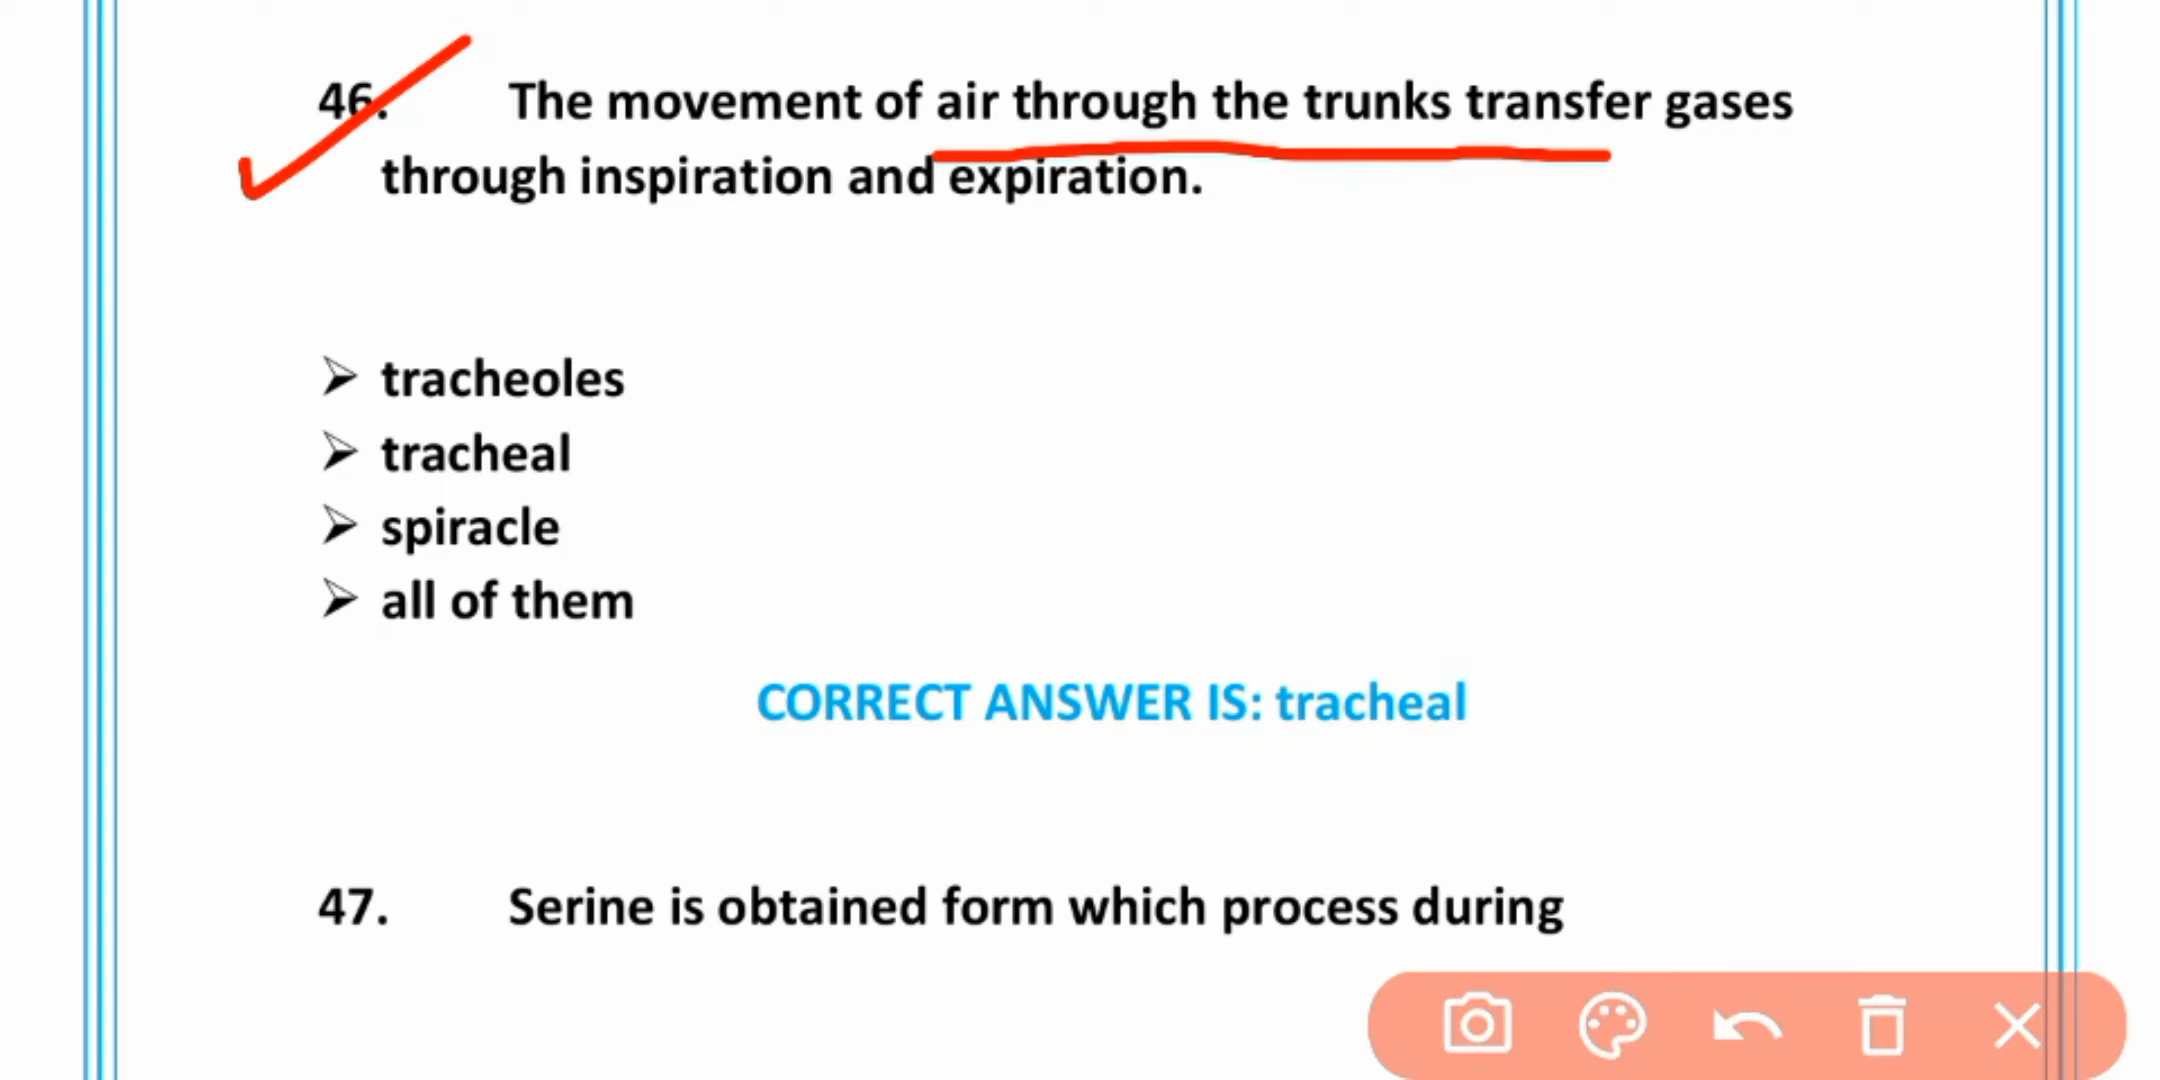 46. The movement of air through the trunks transfer gases
through inspiration and expiration.
➢ tracheoles
➢ tracheal
➢ spiracle
➢ all of them
CORRECT ANSWER IS: tracheal
47. Serine is obtained form which process during